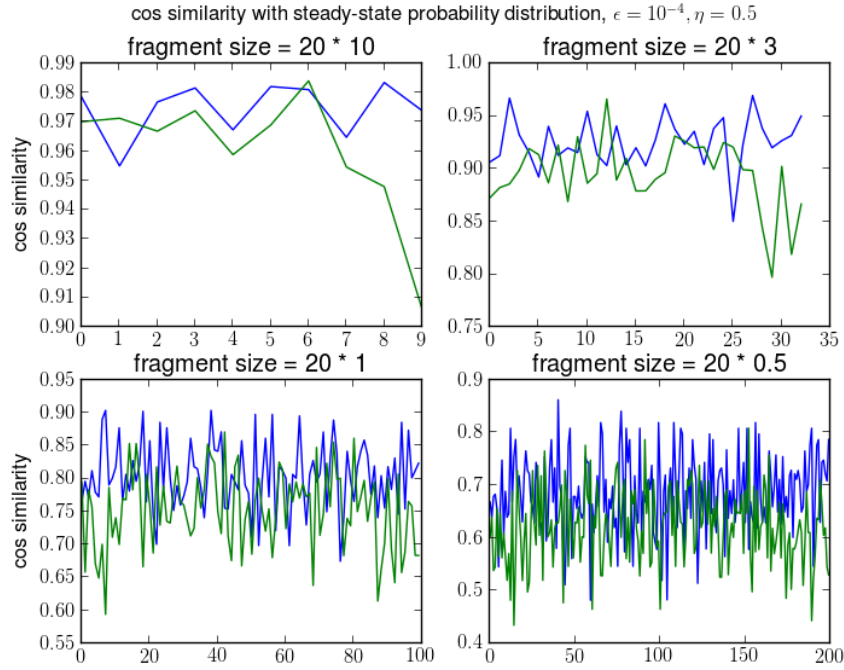 cos similarity with steady-state probability distribution, ϵ = 10⁻⁴, η = 0.5
fragment size = 20 * 10
fragment size = 20 * 3
0.99
0.98
0.97
0.96
0.95
0.94
0.93
0.92
0.91
0.90
cos similarity
0 1 2 3 4 5 6 7 8 9
1.00
0.95
0.90
0.85
0.80
0.75
0 5 10 15 20 25 30 35
fragment size = 20 * 1
fragment size = 20 * 0.5
0.95
0.90
0.85
0.80
0.75
0.70
0.65
0.60
0.55
cos similarity
0 20 40 60 80 100
0.9
0.8
0.7
0.6
0.5
0.4
0 50 100 150 200